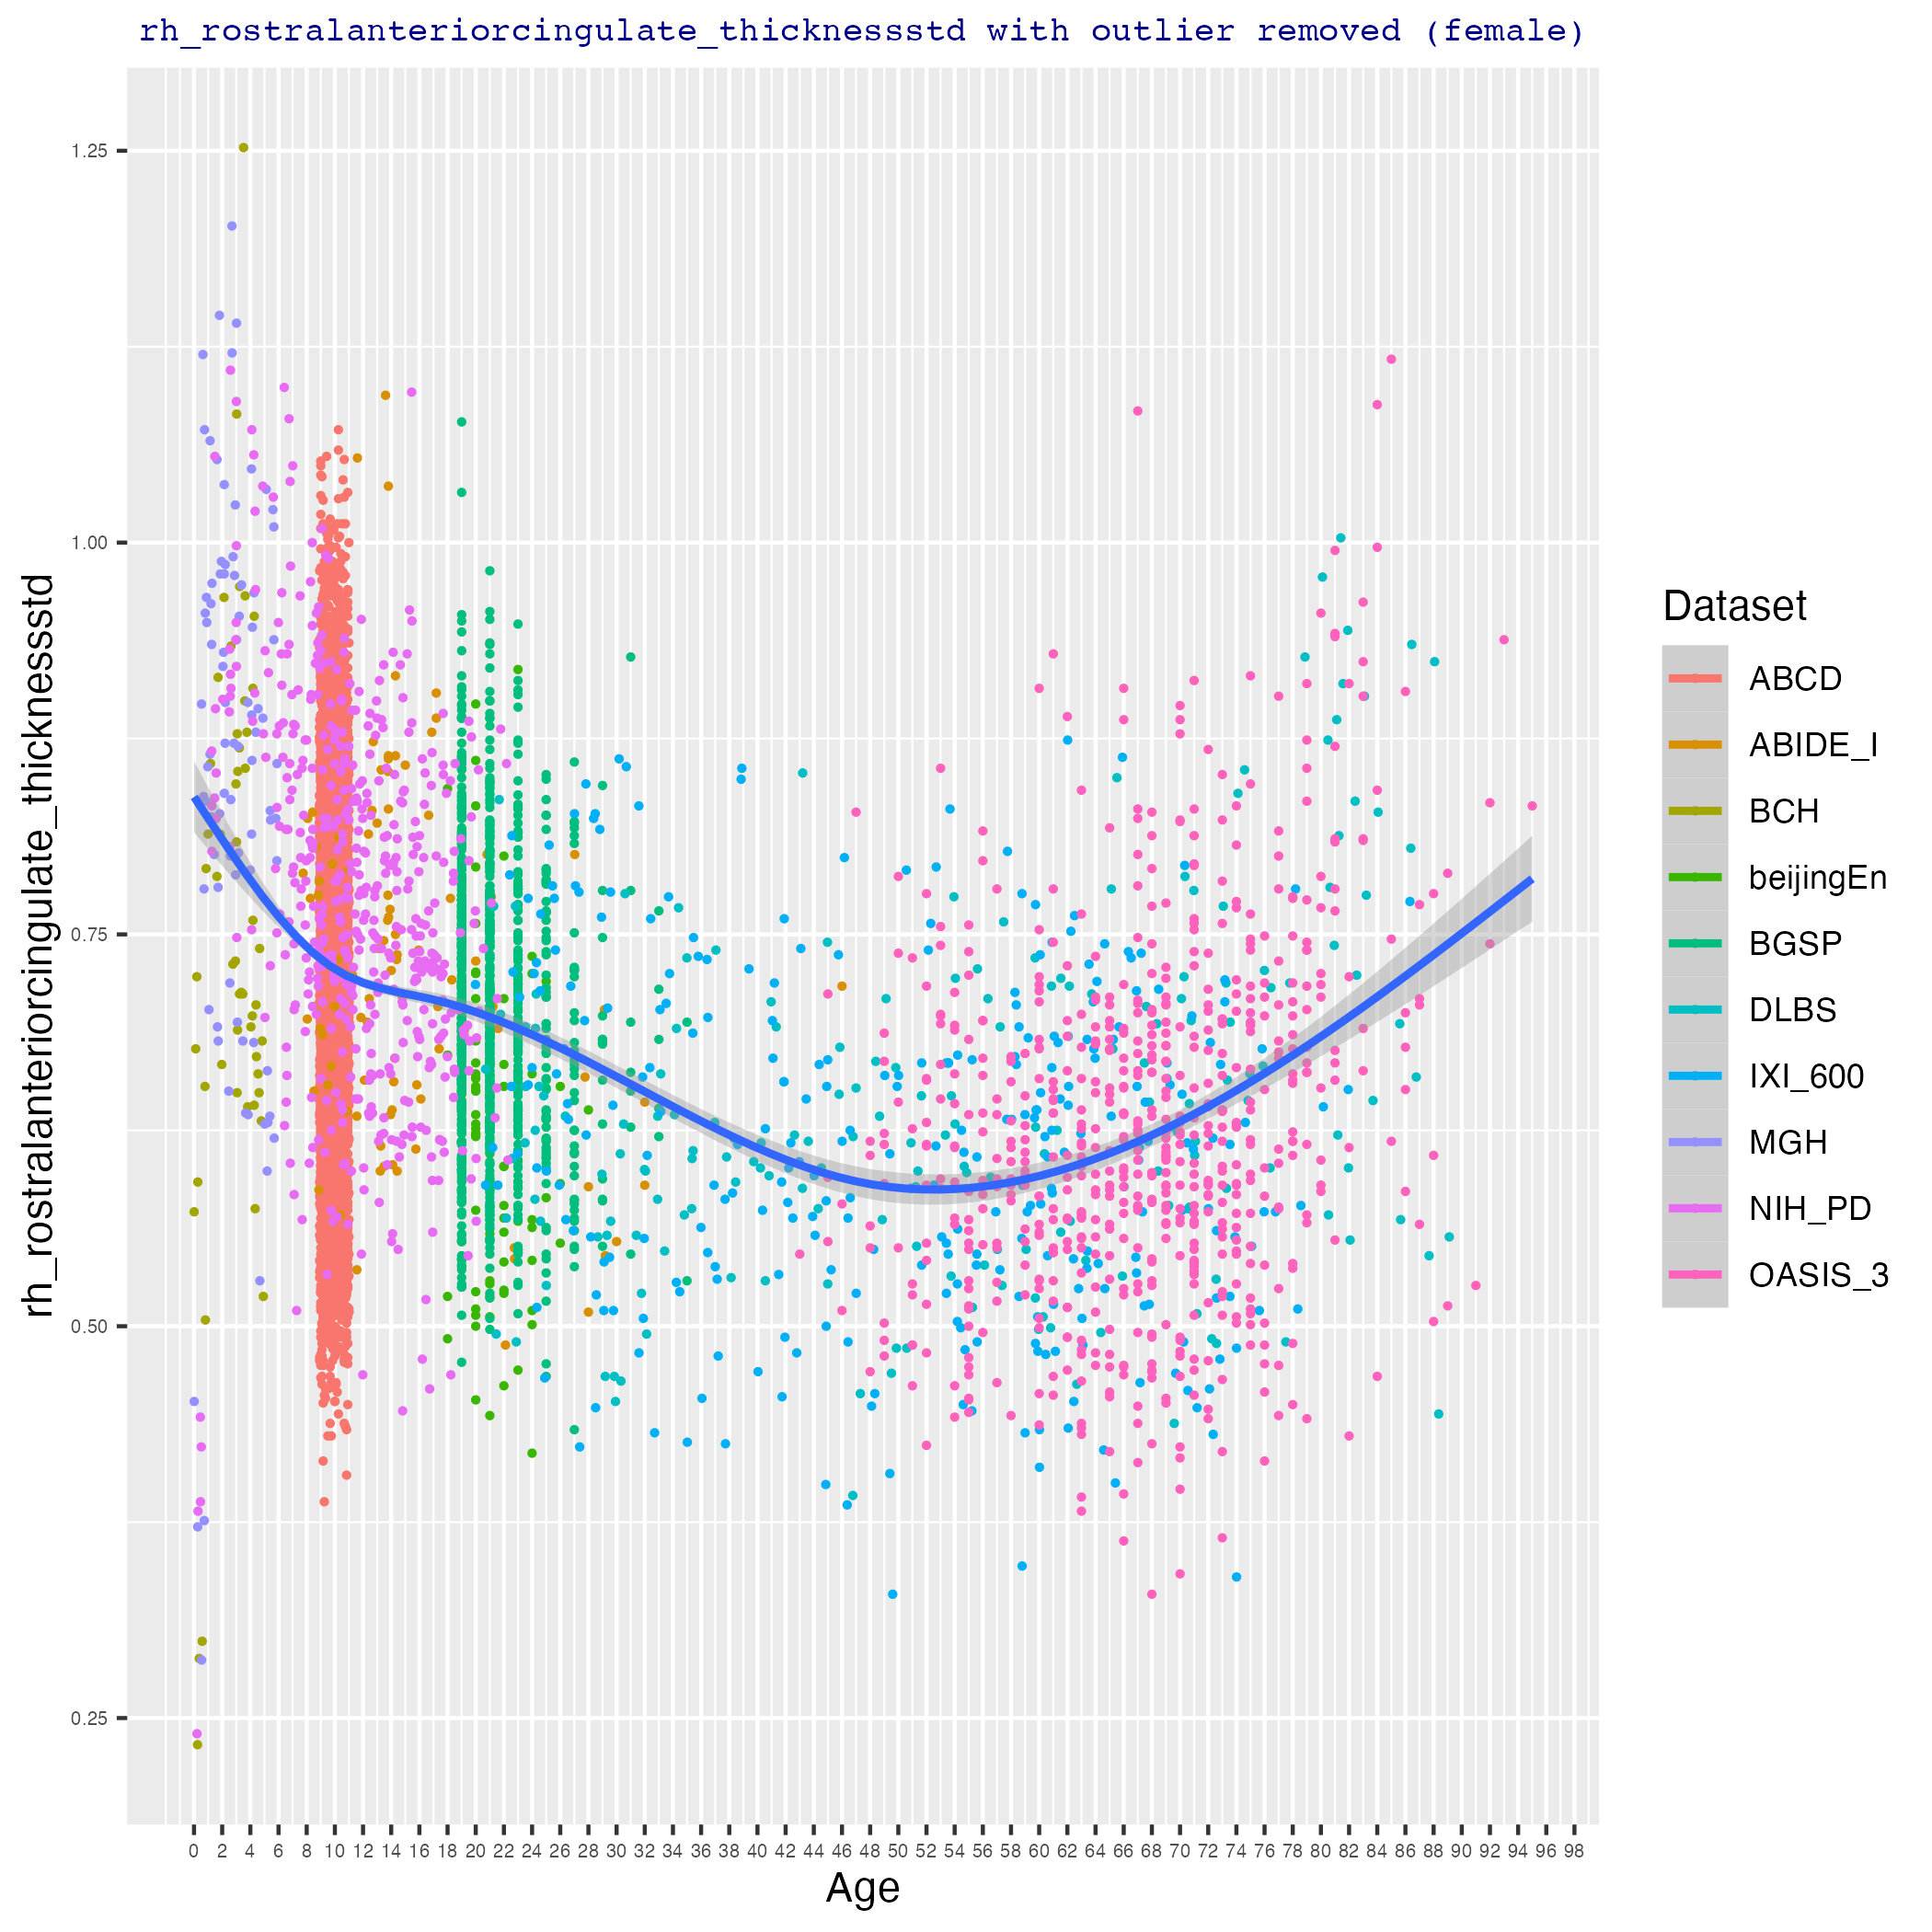 rh_rostralanteriorcingulate_thicknessstd with outlier removed (female)
rh_rostralanteriorcingulate_thicknessstd
1.25
1.00
0.75
0.50
0.25
0 2 4 6 8 10 12 14 16 18 20 22 24 26 28 30 32 34 36 38 40 42 44 46 48 50 52 54 56 58 60 62 64 66 68 70 72 74 76 78 80 82 84 86 88 90 92 94 96 98
Age
Dataset
ABCD
ABIDE_I
BCH
beijingEn
BGSP
DLBS
IXI_600
MGH
NIH_PD
OASIS_3